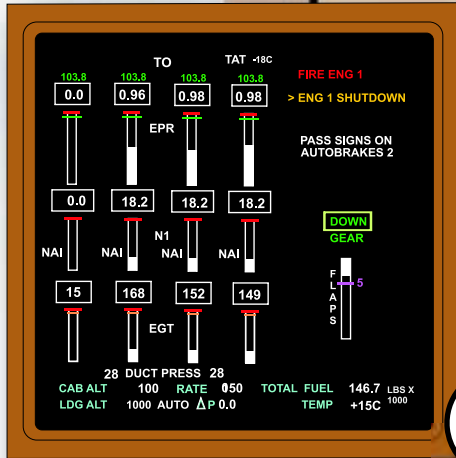 TO TAT -18C
103.8 103.8 103.8 103.8
0.0 0.96 0.98 0.98
EPR
0.0 18.2 18.2 18.2
NAI N1 NAI NAI NAI
15 168 152 149
EGT
28 DUCT PRESS 28
CAB ALT 100 RATE 050
LDG ALT 1000 AUTO ΔP 0.0
FIRE ENG 1
> ENG 1 SHUTDOWN
PASS SIGNS ON
AUTOBRAKES 2
DOWN
GEAR
FLAPS
5
TOTAL FUEL 146.7 LBS X
1000
TEMP +15C